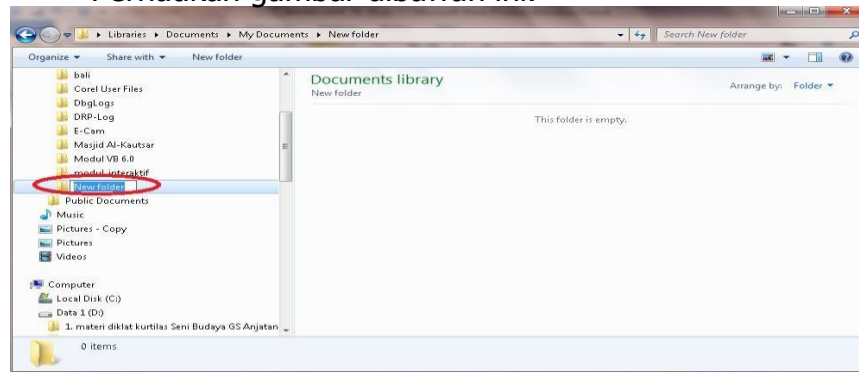 Perhatikan gambar dibawah ini.
Libraries ▸ Documents ▸ My Documents ▸ New folder
Search New folder
Organize Share with New folder
bali
Corel User Files
DbgLogs
DRP-Log
E-Cam
Masjid Al-Kautsar
Modul VB 6.0
modul interaktif
New folder
Public Documents
Music
Pictures - Copy
Pictures
Videos
Computer
Local Disk (C:)
Data 1 (D:)
1. materi diklat kurtilas Seni Budaya GS Anjatan
Documents library
New folder
Arrange by: Folder
This folder is empty.
0 items